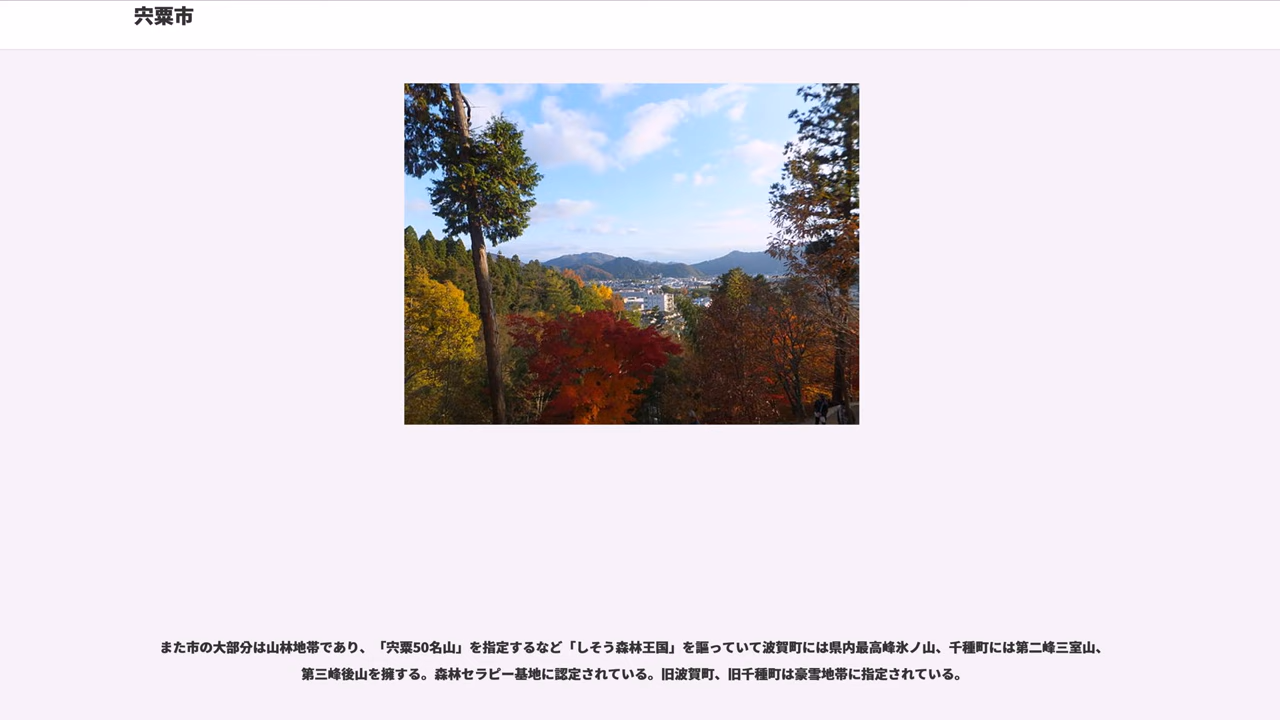 宍粟市
また市の大部分は山林地帯であり、「宍粟50名山」を指定するなど「しそう森林王国」を謳っていて波賀町には県内最高峰氷ノ山、千種町には第二峰三室山、
第三峰後山を擁する。森林セラピー基地に認定されている。旧波賀町、旧千種町は豪雪地帯に指定されている。